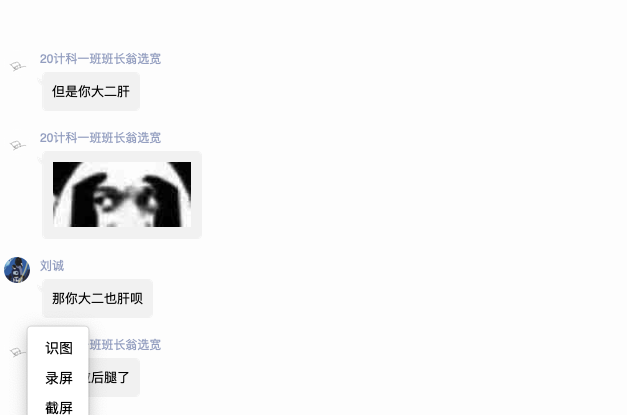 20计科一班班长翁选宽
但是你大二肝
20计科一班班长翁选宽
刘诚
那你大二也肝呗
班班长翁选宽
后腿了
识图
录屏
截屏